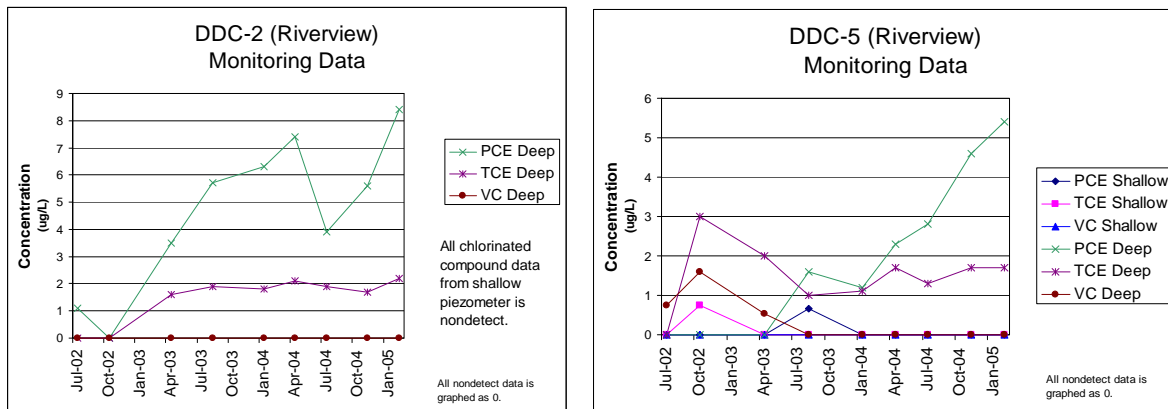 DDC-2 (Riverview)
Monitoring Data
Concentration
(ug/L)
9
8
7
6
5
4
3
2
1
0
Jul-02
Oct-02
Jan-03
Apr-03
Jul-03
Oct-03
Jan-04
Apr-04
Jul-04
Oct-04
Jan-05
PCE Deep
TCE Deep
VC Deep
All chlorinated
compound data
from shallow
piezometer is
nondetect.
All nondetect data is
graphed as 0.
DDC-5 (Riverview)
Monitoring Data
Concentration
(ug/L)
6
5
4
3
2
1
0
Jul-02
Oct-02
Jan-03
Apr-03
Jul-03
Oct-03
Jan-04
Apr-04
Jul-04
Oct-04
Jan-05
PCE Shallow
TCE Shallow
VC Shallow
PCE Deep
TCE Deep
VC Deep
All nondetect data is
graphed as 0.